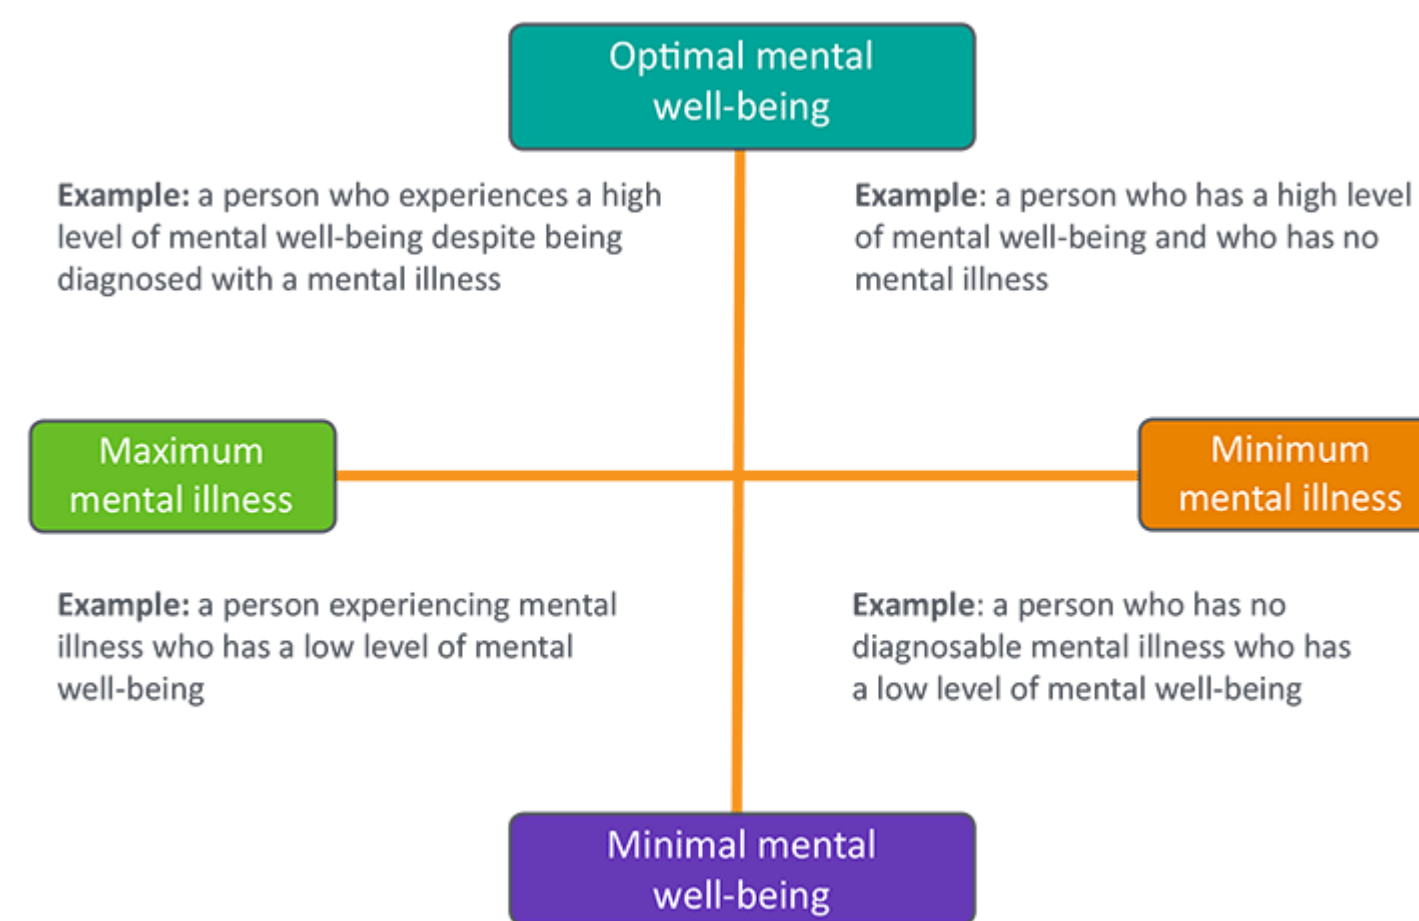 Optimal mental
well-being
Example: a person who experiences a high
level of mental well-being despite being
diagnosed with a mental illness
Example: a person who has a high level
of mental well-being and who has no
mental illness
Maximum
mental illness
Minimum
mental illness
Example: a person experiencing mental
illness who has a low level of mental
well-being
Example: a person who has no
diagnosable mental illness who has
a low level of mental well-being
Minimal mental
well-being